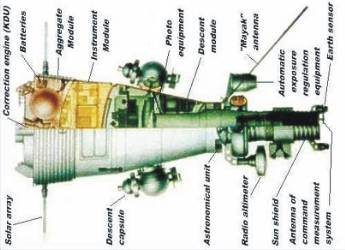 Correction engine (KDU)
Batteries
Aggregate
Module
Instrument
Module
Photo
equipment
Descent
module
"Mayak"
antenna
Automatic
exposure
regulation
equipment
Earth sensor
Solar array
Descent
capsule
Astronomical unit
Radio altimeter
Sun shield
Antenna of
command
measurement
system